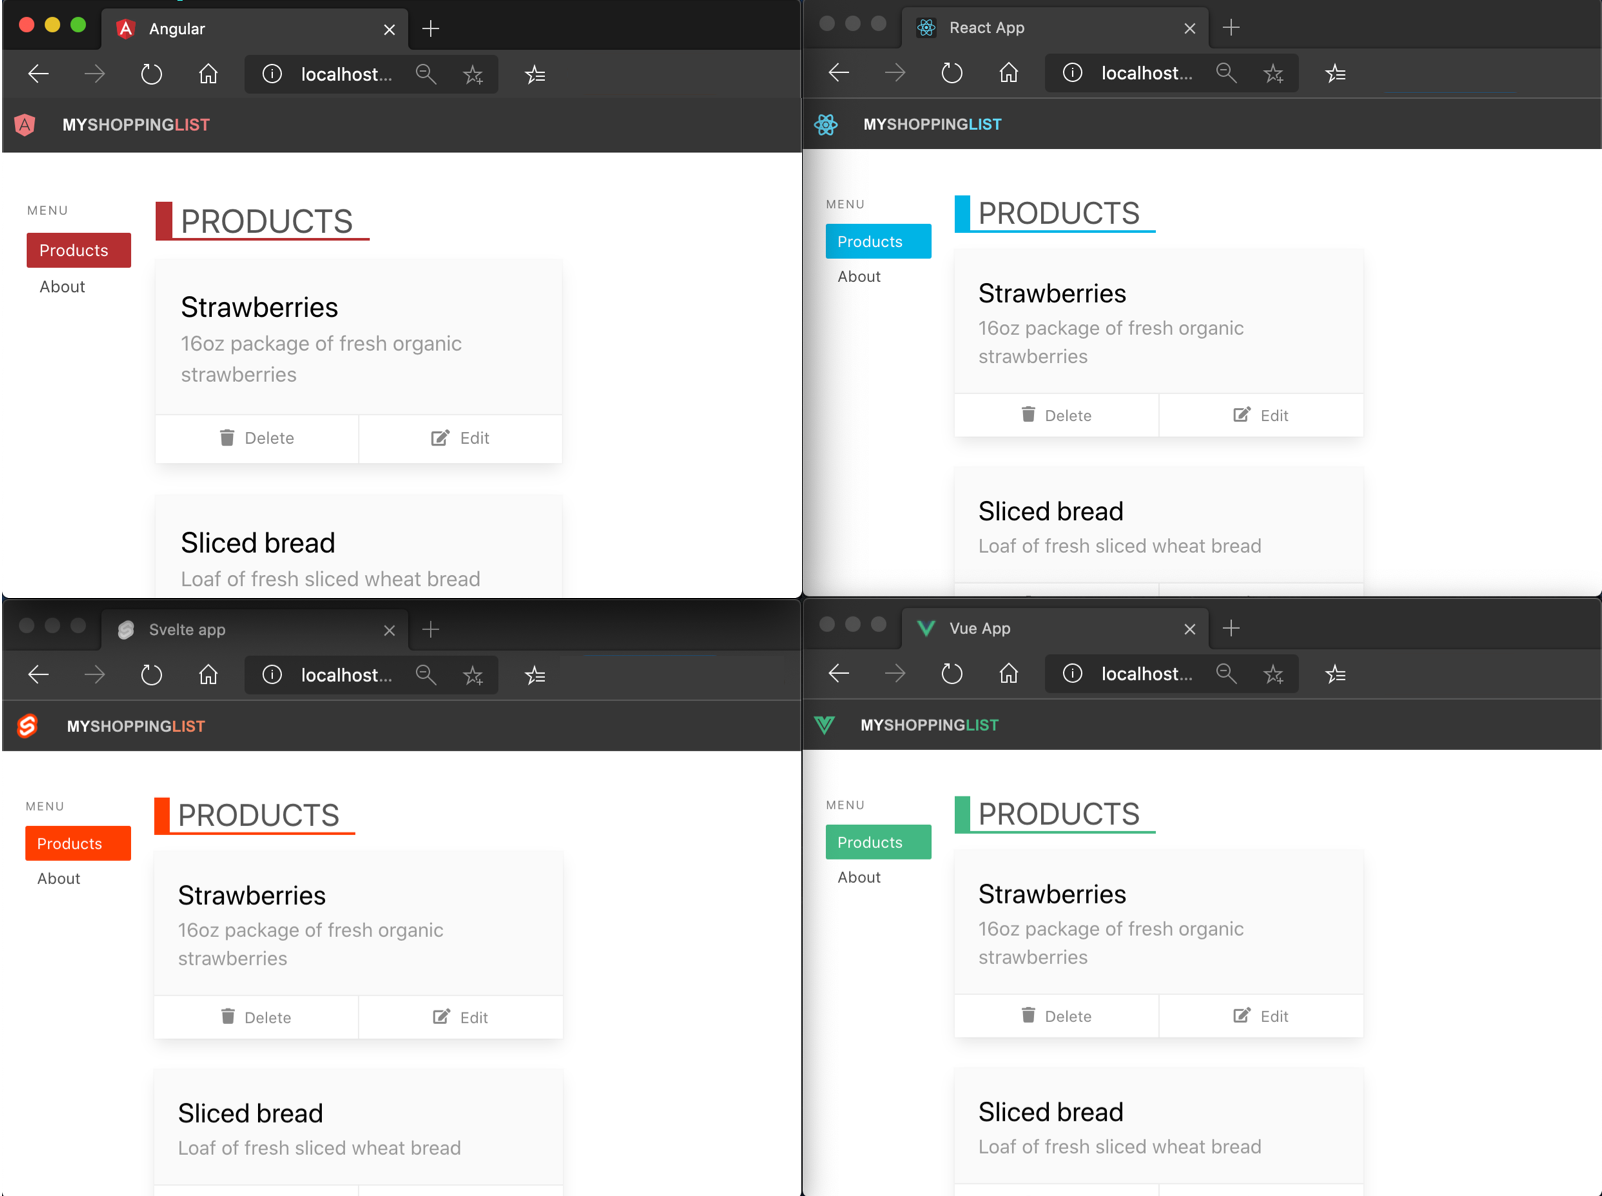 Angular
localhost...
MYSHOPPINGLIST
MENU
Products
About
PRODUCTS
Strawberries
16oz package of fresh organic
strawberries
Delete
Edit
Sliced bread
Loaf of fresh sliced wheat bread
React App
localhost...
MYSHOPPINGLIST
MENU
Products
About
PRODUCTS
Strawberries
16oz package of fresh organic
strawberries
Delete
Edit
Sliced bread
Loaf of fresh sliced wheat bread
Svelte app
localhost...
MYSHOPPINGLIST
MENU
Products
About
PRODUCTS
Strawberries
16oz package of fresh organic
strawberries
Delete
Edit
Sliced bread
Loaf of fresh sliced wheat bread
Vue App
localhost...
MYSHOPPINGLIST
MENU
Products
About
PRODUCTS
Strawberries
16oz package of fresh organic
strawberries
Delete
Edit
Sliced bread
Loaf of fresh sliced wheat bread